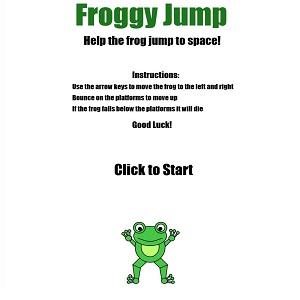 Froggy Jump
Help the frog jump to space!
Instructions:
Use the arrow keys to move the frog to the left and right
Bounce on the platforms to move up
If the frog falls below the platforms it will die
Good Luck!
Click to Start